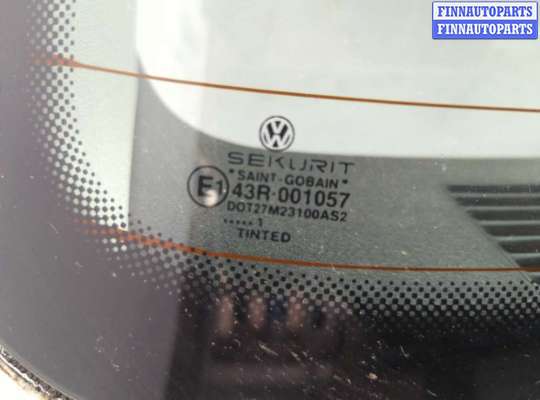 FINNAUTOPARTS
FINNAUTOPARTS
SEKURIT
*SAINT-GOBAIN*
E1 43R-001057
DOT27M23100AS2
..... 1
TINTED